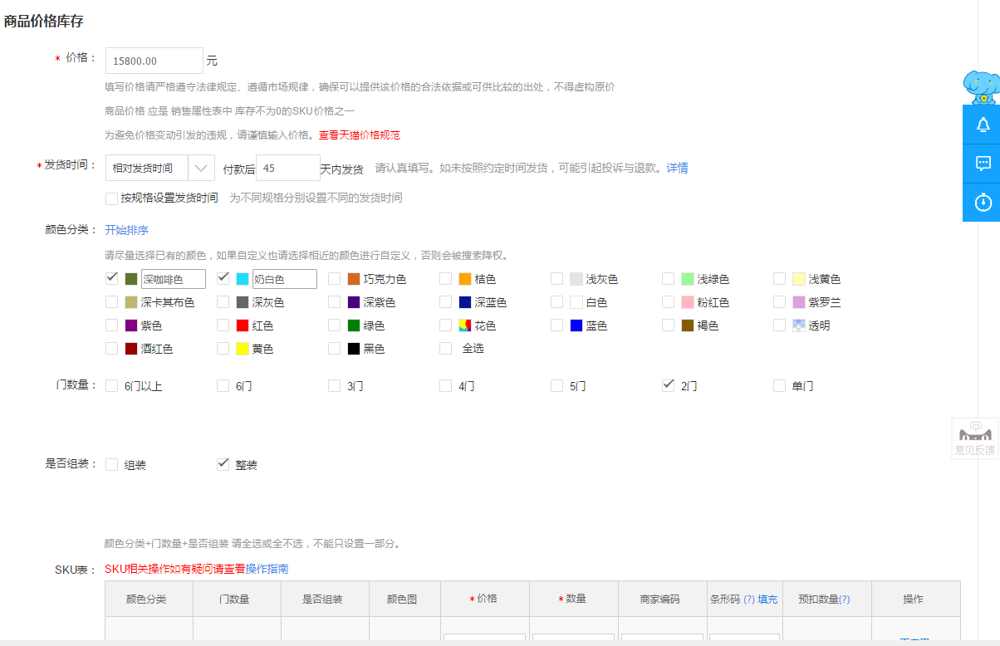 商品价格库存
* 价格： 15800.00 元
填写价格请严格遵守法律规定、遵循市场规律，确保可以提供该价格的合法依据或可供比较的出处，不得虚构原价
商品价格 应是 销售属性表中 库存不为0的SKU价格之一
为避免价格变动引发的违规，请谨慎输入价格。查看天猫价格规范
* 发货时间： 相对发货时间 付款后 45 天内发货 请认真填写。如未按照约定时间发货，可能引起投诉与退款。详情
按规格设置发货时间 为不同规格分别设置不同的发货时间
颜色分类： 开始排序
请尽量选择已有的颜色，如果自定义也请选择相近的颜色进行自定义，否则会被搜索降权。
深咖啡色 奶白色 巧克力色 桔色 浅灰色 浅绿色 浅黄色
深卡其布色 深灰色 深紫色 深蓝色 白色 粉红色 紫罗兰
紫色 红色 绿色 花色 蓝色 褐色 透明
酒红色 黄色 黑色 全选
门数量： 6门以上 6门 3门 4门 5门 2门 单门
意见反馈
是否组装： 组装 整装
颜色分类+门数量+是否组装 请全选或全不选，不能只设置一部分。
SKU表： SKU相关操作如有疑问请查看操作指南
颜色分类 门数量 是否组装 颜色图 * 价格 * 数量 商家编码 条形码 (?) 填充 预扣数量(?) 操作